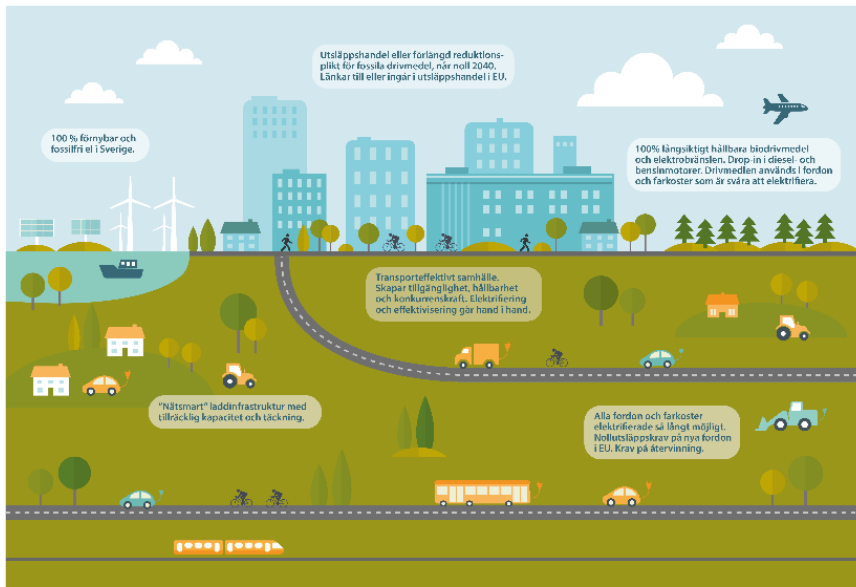 Utsläppshandel eller förlängd reduktions-
plikt för fossila drivmedel, når noll 2040.
Länkar till eller ingår i utsläppshandel i EU.
100 % förnybar och
fossilfri el i Sverige.
100% långsiktigt hållbara biodrivmedel
och elektrobränslen. Drop-in i diesel- och
bensinmotorer. Drivmedlen används i fordon
och farkoster som är svåra att elektrifiera.
Transporteffektivt samhälle.
Skapar tillgänglighet, hållbarhet
och konkurrenskraft. Elektrifiering
och effektivisering går hand i hand.
"Nätsmart" laddinfrastruktur med
tillräcklig kapacitet och täckning.
Alla fordon och farkoster
elektrifierade så långt möjligt.
Nollutsläppskrav på nya fordon
i EU. Krav på återvinning.